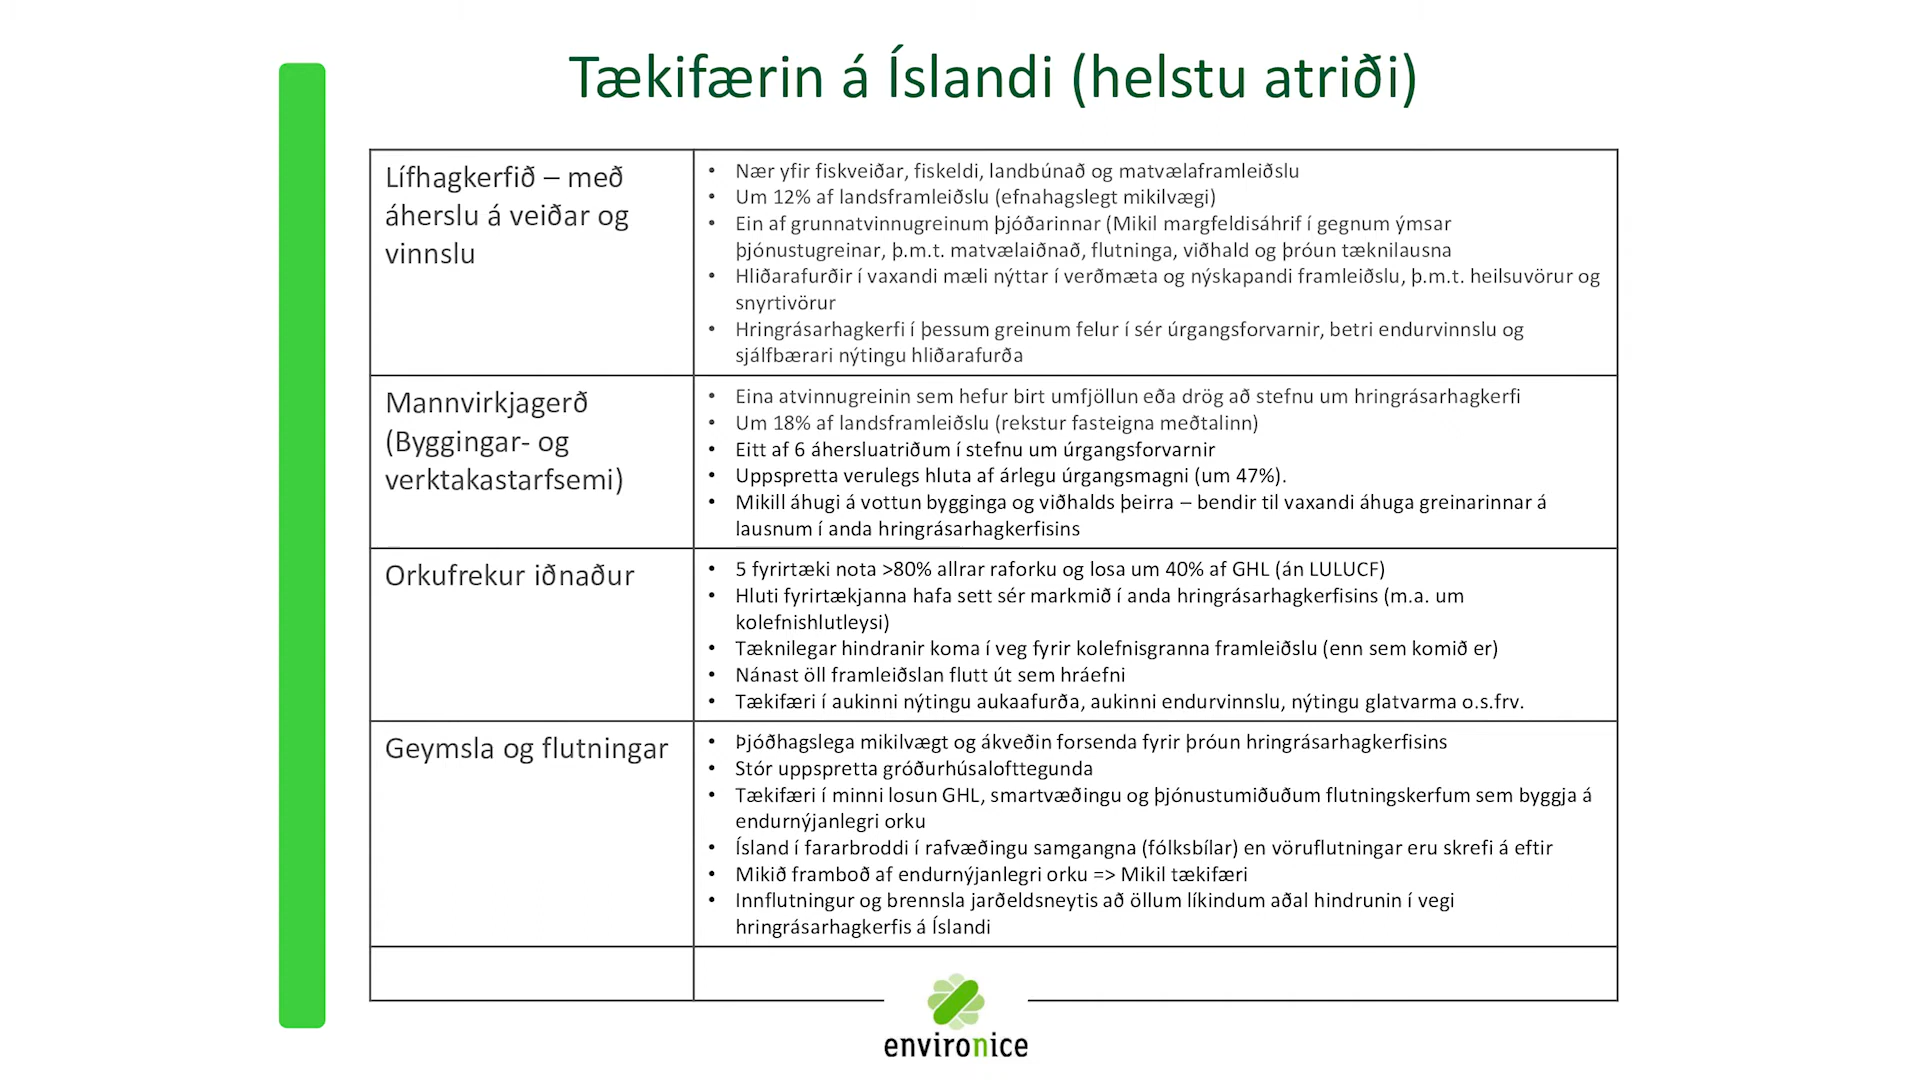 Tækifærin á Íslandi (helstu atriði)
Lífhagkerfið – með
áherslu á veiðar og
vinnslu
• Nær yfir fiskveiðar, fiskeldi, landbúnað og matvælaframleiðslu
• Um 12% af landsframleiðslu (efnahagslegt mikilvægi)
• Ein af grunnatvinnugreinum þjóðarinnar (Mikil margfeldisáhrif í gegnum ýmsar
þjónustugreinar, þ.m.t. matvælaiðnað, flutninga, viðhald og þróun tæknilausna
• Hliðarafurðir í vaxandi mæli nýttar í verðmæta og nýskapandi framleiðslu, þ.m.t. heilsuvörur og
snyrtivörur
• Hringrásarhagkerfi í þessum greinum felur í sér úrgangsforvarnir, betri endurvinnslu og
sjálfbærari nýtingu hliðarafurða
Mannvirkjagerð
(Byggingar- og
verktakastarfsemi)
• Eina atvinnugreinin sem hefur birt umfjöllun eða drög að stefnu um hringrásarhagkerfi
• Um 18% af landsframleiðslu (rekstur fasteigna meðtalinn)
• Eitt af 6 áhersluatriðum í stefnu um úrgangsforvarnir
• Uppspretta verulegs hluta af árlegu úrgangsmagni (um 47%).
• Mikill áhugi á vottun bygginga og viðhalds þeirra – bendir til vaxandi áhuga greinarinnar á
lausnum í anda hringrásarhagkerfisins
Orkufrekur iðnaður
• 5 fyrirtæki nota >80% allrar raforku og losa um 40% af GHL (án LULUCF)
• Hluti fyrirtækjanna hafa sett sér markmið í anda hringrásarhagkerfisins (m.a. um
kolefnishlutleysi)
• Tæknilegar hindranir koma í veg fyrir kolefnisgranna framleiðslu (enn sem komið er)
• Nánast öll framleiðslan flutt út sem hráefni
• Tækifæri í aukinni nýtingu aukaafurða, aukinni endurvinnslu, nýtingu glatvarma o.s.frv.
Geymsla og flutningar
• Þjóðhagslega mikilvægt og ákveðin forsenda fyrir þróun hringrásarhagkerfisins
• Stór uppspretta gróðurhúsalofttegunda
• Tækifæri í minni losun GHL, smartvæðingu og þjónustumiðuðum flutningskerfum sem byggja á
endurnýjanlegri orku
• Ísland í fararbroddi í rafvæðingu samgangna (fólksbílar) en vöruflutningar eru skrefi á eftir
• Mikið framboð af endurnýjanlegri orku => Mikil tækifæri
• Innflutningur og brennsla jarðeldsneytis að öllum líkindum aðal hindrunin í vegi
hringrásarhagkerfis á Íslandi
environice